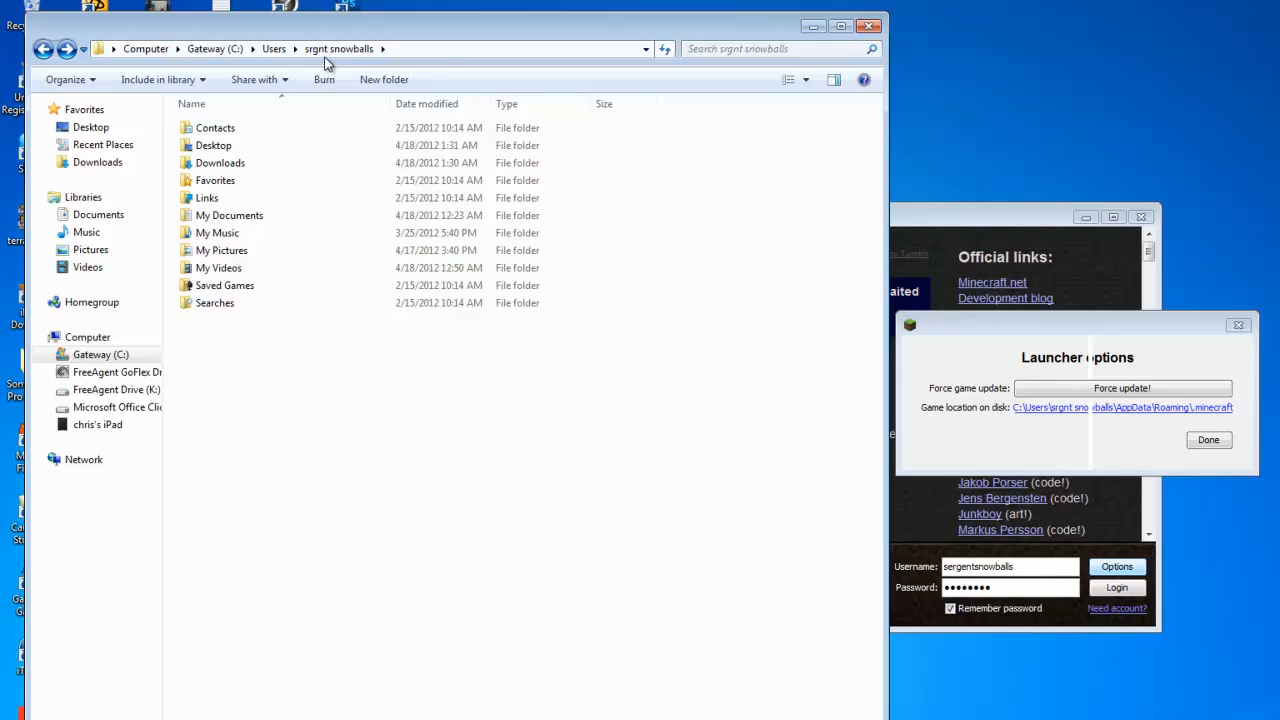 Computer Gateway (C:) Users srgnt snowballs
Search srgnt snowballs
Organize Include in library Share with Burn New folder
Name Date modified Type Size
Favorites
Desktop
Recent Places
Downloads
Libraries
Documents
Music
Pictures
Videos
Homegroup
Computer
Gateway (C:)
FreeAgent GoFlex Dr
FreeAgent Drive (K:)
Microsoft Office Clic
chris's iPad
Network
Contacts 2/15/2012 10:14 AM File folder
Desktop 4/18/2012 1:31 AM File folder
Downloads 4/18/2012 1:30 AM File folder
Favorites 2/15/2012 10:14 AM File folder
Links 2/15/2012 10:14 AM File folder
My Documents 4/18/2012 12:23 AM File folder
My Music 3/25/2012 5:40 PM File folder
My Pictures 4/17/2012 3:40 PM File folder
My Videos 4/18/2012 12:50 AM File folder
Saved Games 2/15/2012 10:14 AM File folder
Searches 2/15/2012 10:14 AM File folder
Official links:
Minecraft.net
Development blog
aited
Launcher options
Force game update: Force update!
Game location on disk: C:\Users\srgnt snowballs\AppData\Roaming\.minecraft
Done
Jakob Porser (code!)
Jens Bergensten (code!)
Junkboy (art!)
Markus Persson (code!)
Username: sergentsnowballs Options
Password: •••••••• Login
Remember password Need account?